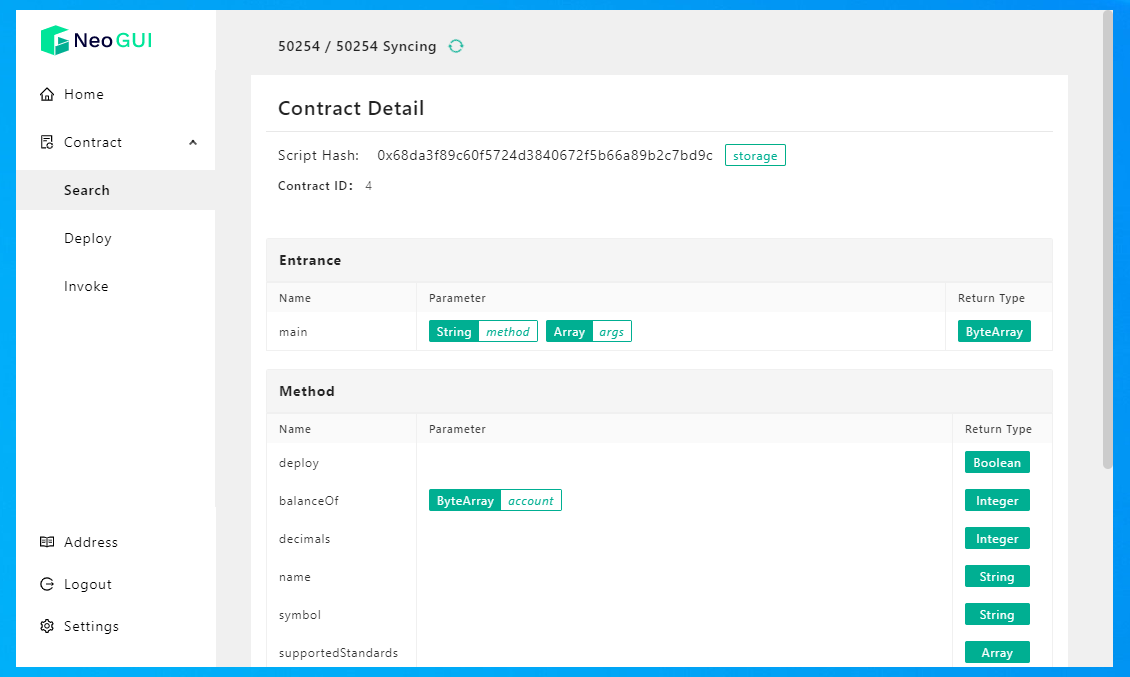 NeoGUI
Home
Contract
Search
Deploy
Invoke
Address
Logout
Settings
50254 / 50254 Syncing
Contract Detail
Script Hash: 0x68da3f89c60f5724d3840672f5b66a89b2c7bd9c storage
Contract ID: 4
Entrance
Name Parameter Return Type
main String method Array args ByteArray
Method
Name Parameter Return Type
deploy Boolean
balanceOf ByteArray account Integer
decimals Integer
name String
symbol String
supportedStandards Array